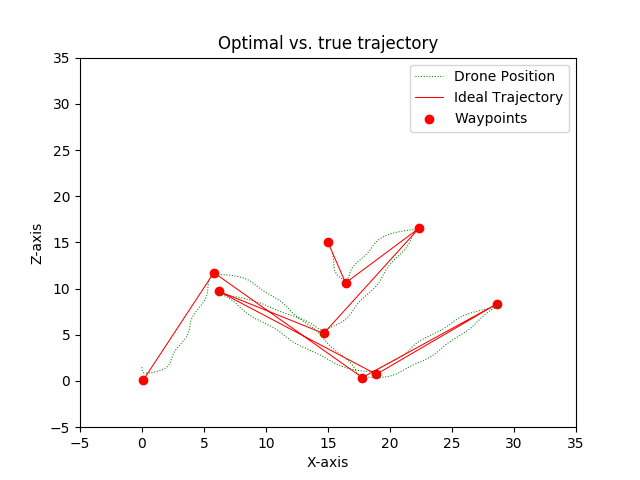 Optimal vs. true trajectory
Drone Position
Ideal Trajectory
Waypoints
Z-axis
35
30
25
20
15
10
5
0
−5
−5 0 5 10 15 20 25 30 35
X-axis